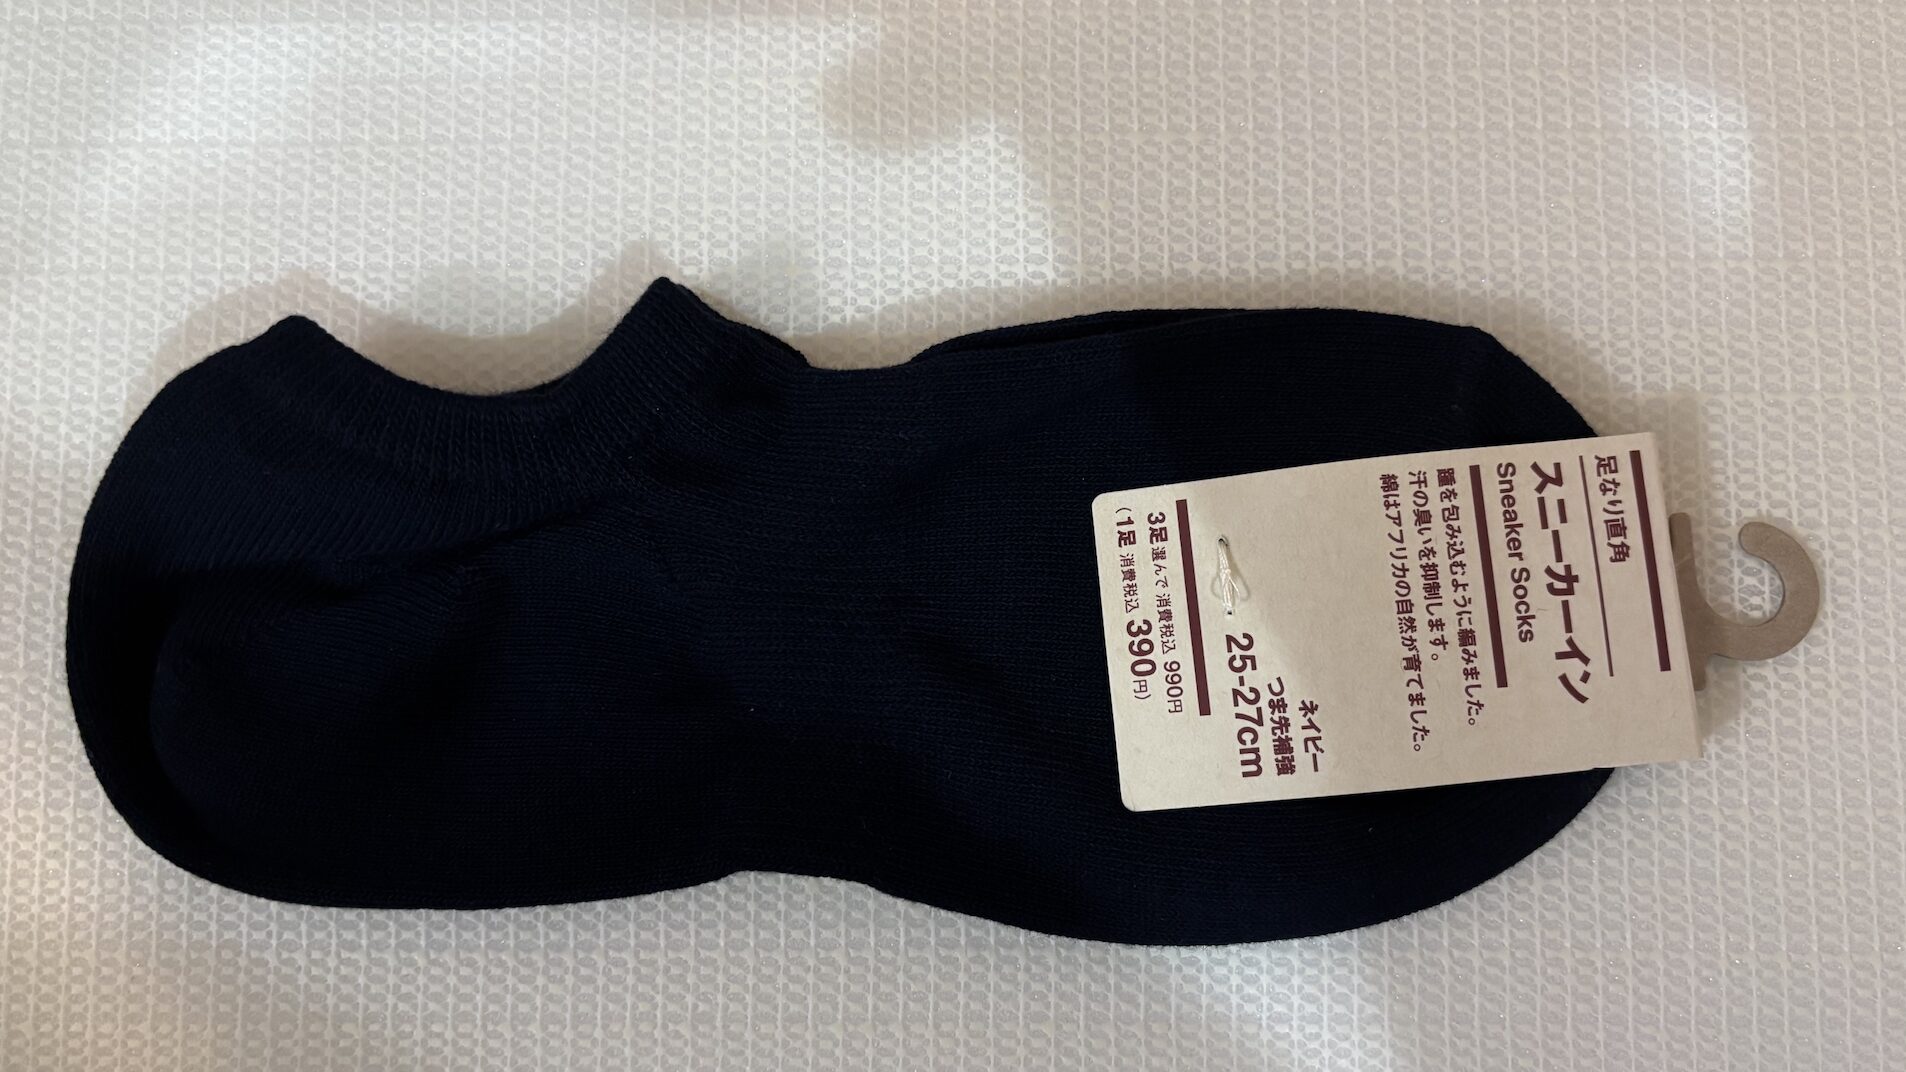 足なり直角
スニーカーイン
Sneaker Socks
踵を包み込むように編みました。
汗の臭いを抑制します。
綿はアフリカの自然が育てました。
ネイビー
つま先補強
25-27cm
3足選んで 消費税込 990円
(1足 消費税込 390円)